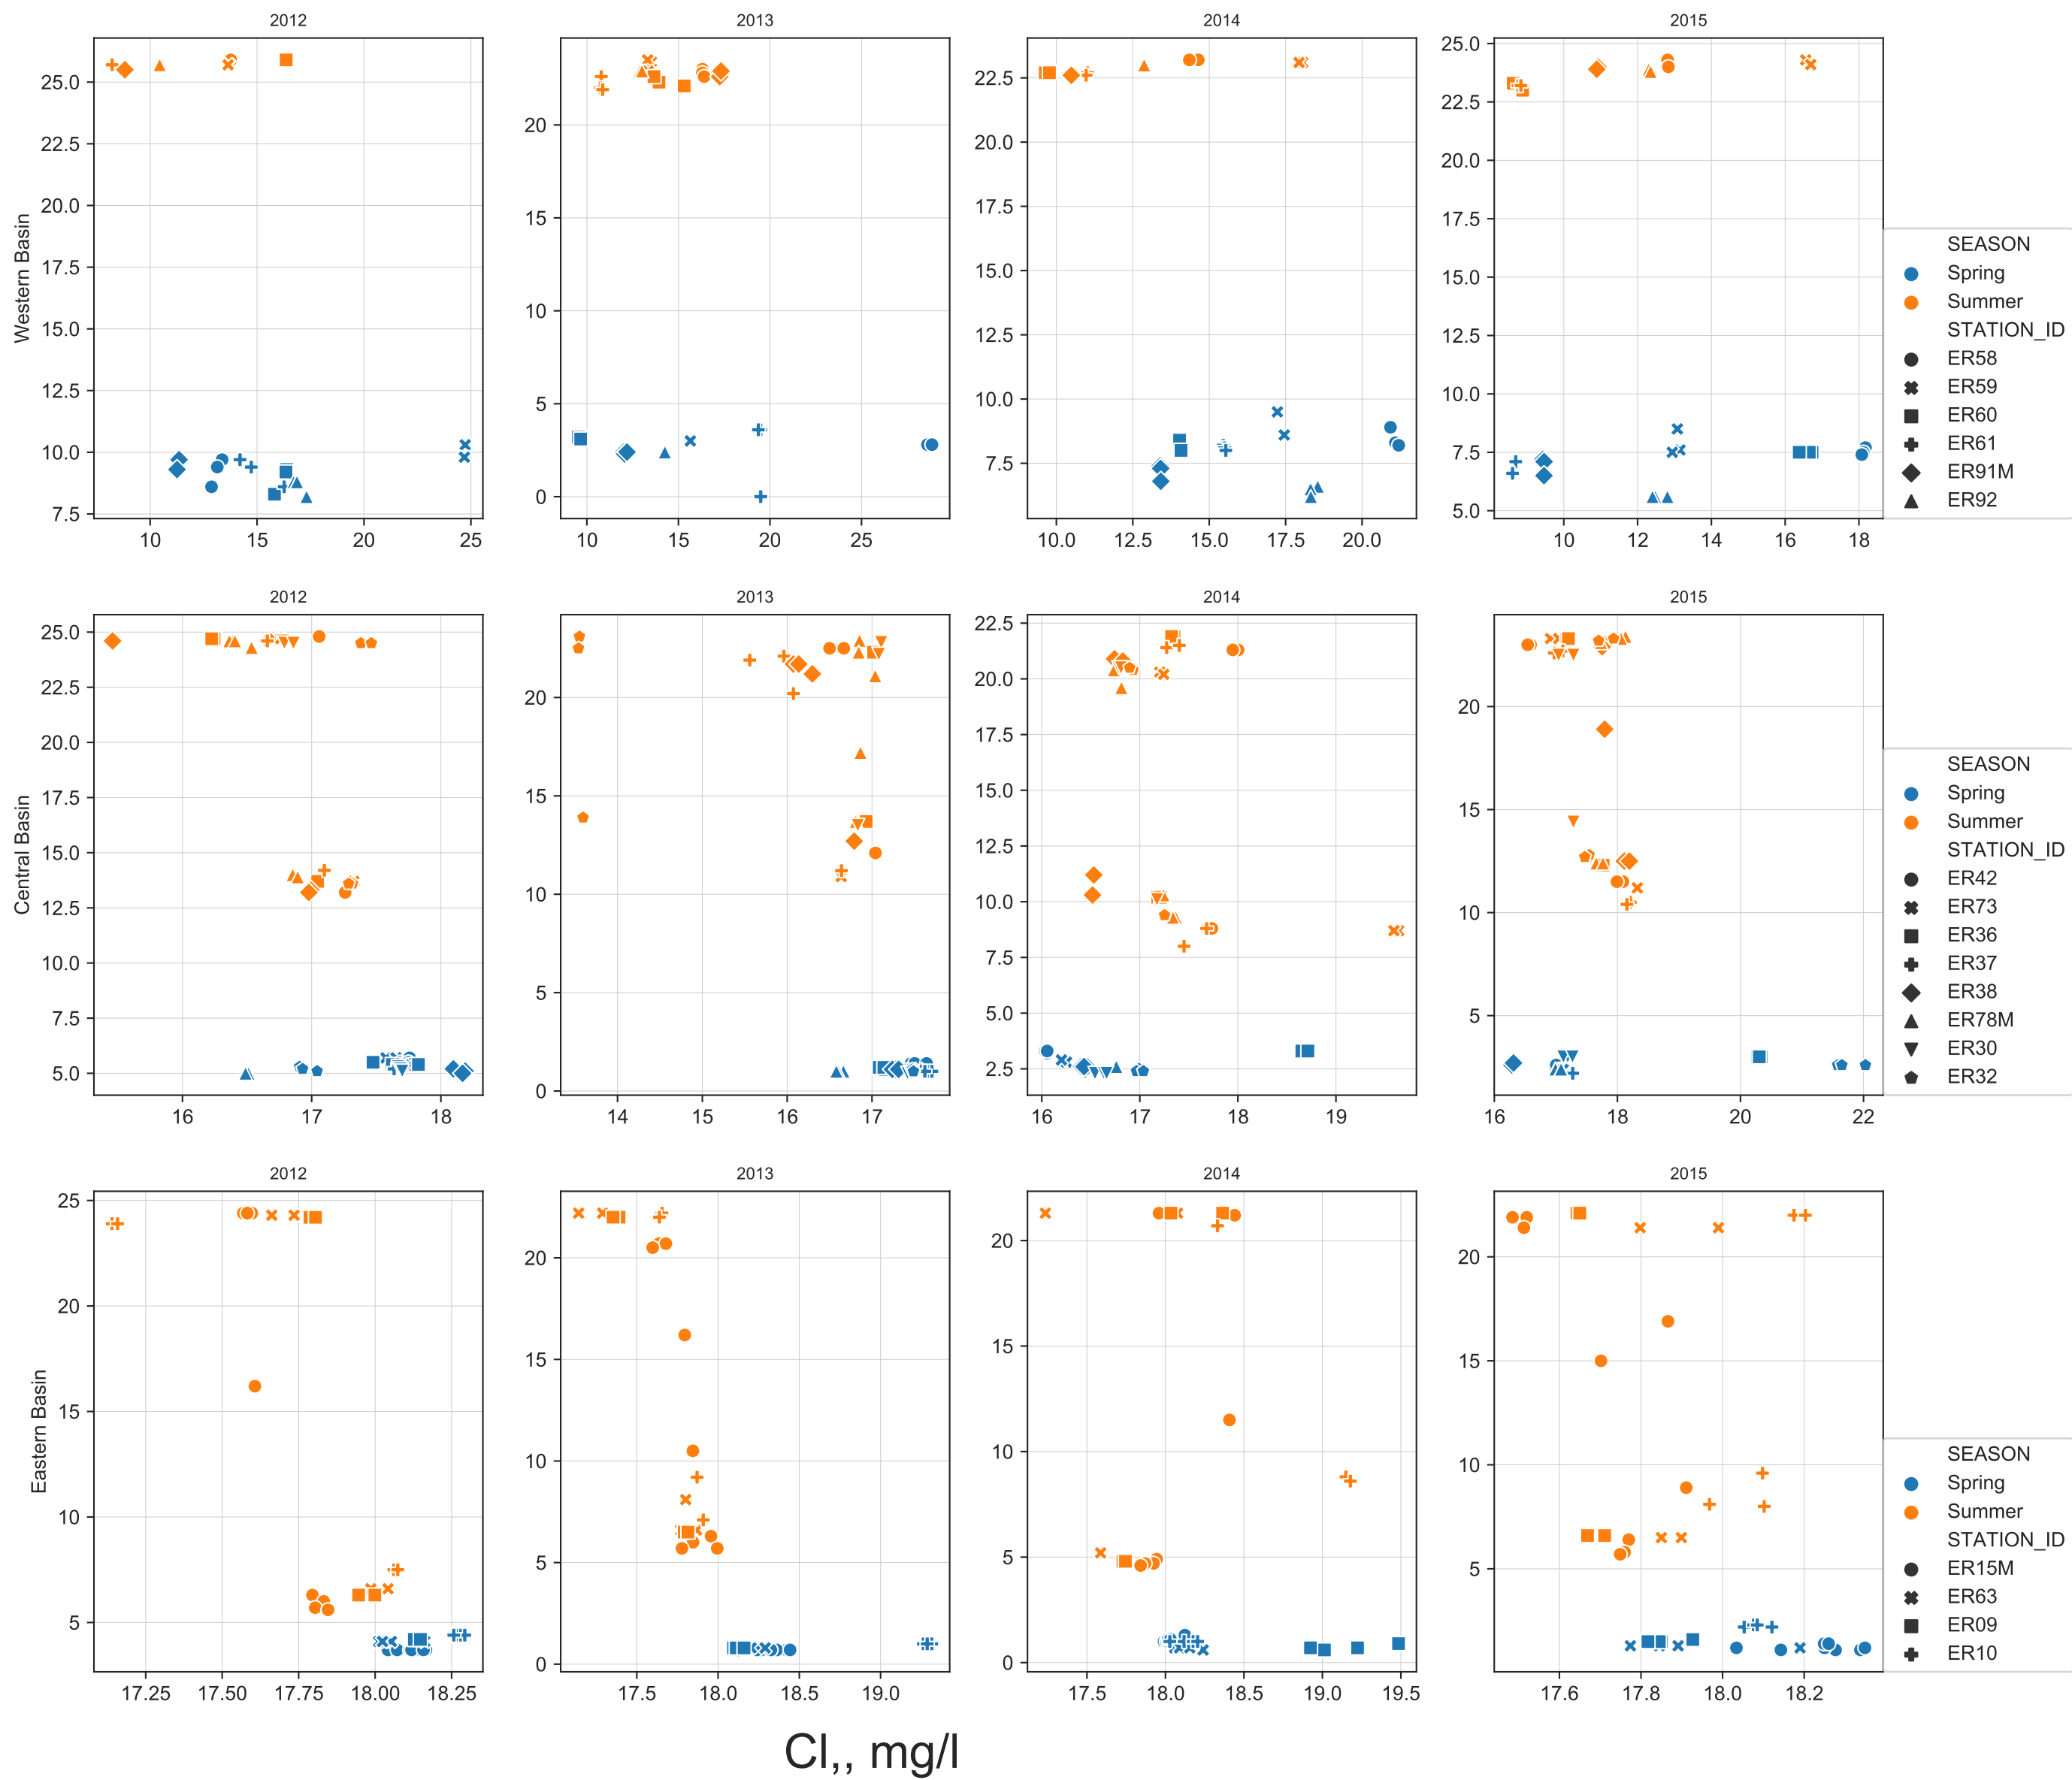 2012 2013 2014 2015
Western Basin
25.0
22.5
20.0
17.5
15.0
12.5
10.0
7.5
10 15 20 25
20
15
10
5
0
10 15 20 25
22.5
20.0
17.5
15.0
12.5
10.0
7.5
10.0 12.5 15.0 17.5 20.0
25.0
22.5
20.0
17.5
15.0
12.5
10.0
7.5
5.0
10 12 14 16 18
SEASON
Spring
Summer
STATION_ID
ER58
ER59
ER60
ER61
ER91M
ER92
2012 2013 2014 2015
Central Basin
25.0
22.5
20.0
17.5
15.0
12.5
10.0
7.5
5.0
16 17 18
20
15
10
5
0
14 15 16 17
22.5
20.0
17.5
15.0
12.5
10.0
7.5
5.0
2.5
16 17 18 19
20
15
10
5
16 18 20 22
SEASON
Spring
Summer
STATION_ID
ER42
ER73
ER36
ER37
ER38
ER78M
ER30
ER32
2012 2013 2014 2015
Eastern Basin
25
20
15
10
5
17.25 17.50 17.75 18.00 18.25
20
15
10
5
0
17.5 18.0 18.5 19.0
20
15
10
5
0
17.5 18.0 18.5 19.0 19.5
20
15
10
5
17.6 17.8 18.0 18.2
SEASON
Spring
Summer
STATION_ID
ER15M
ER63
ER09
ER10
Cl,, mg/l